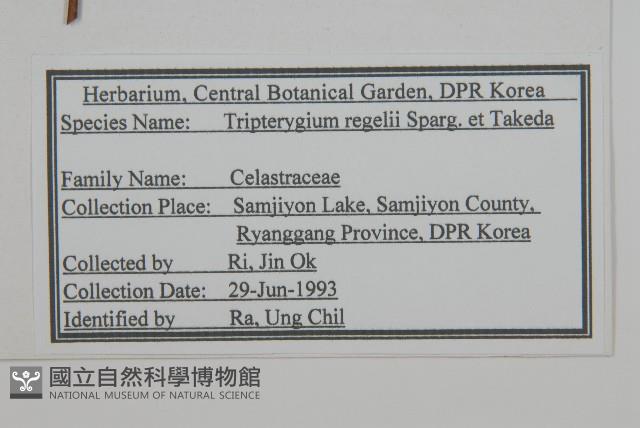 Herbarium, Central Botanical Garden, DPR Korea
Species Name: Tripterygium regelii Sparg. et Takeda
Family Name: Celastraceae
Collection Place: Samjiyon Lake, Samjiyon County,
Ryanggang Province, DPR Korea
Collected by Ri, Jin Ok
Collection Date: 29-Jun-1993
Identified by Ra, Ung Chil
國立自然科學博物館
NATIONAL MUSEUM OF NATURAL SCIENCE